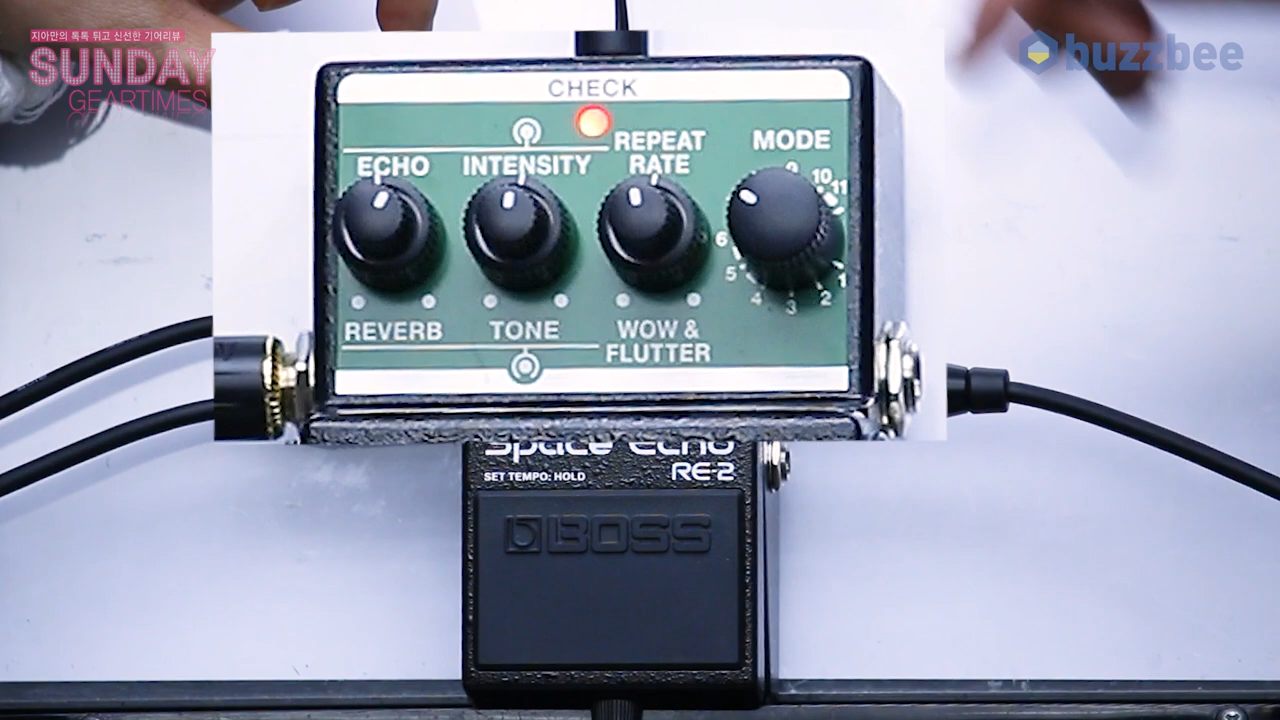 지아만의 톡톡 튀고 신선한 기어리뷰
SUNDAY
GEARTIMES
buzzbee
CHECK
ECHO
INTENSITY
REPEAT
RATE
MODE
9
10
11
6
5
4
3
2
1
REVERB
TONE
WOW &
FLUTTER
Space Echo
SET TEMPO: HOLD
RE-2
BOSS